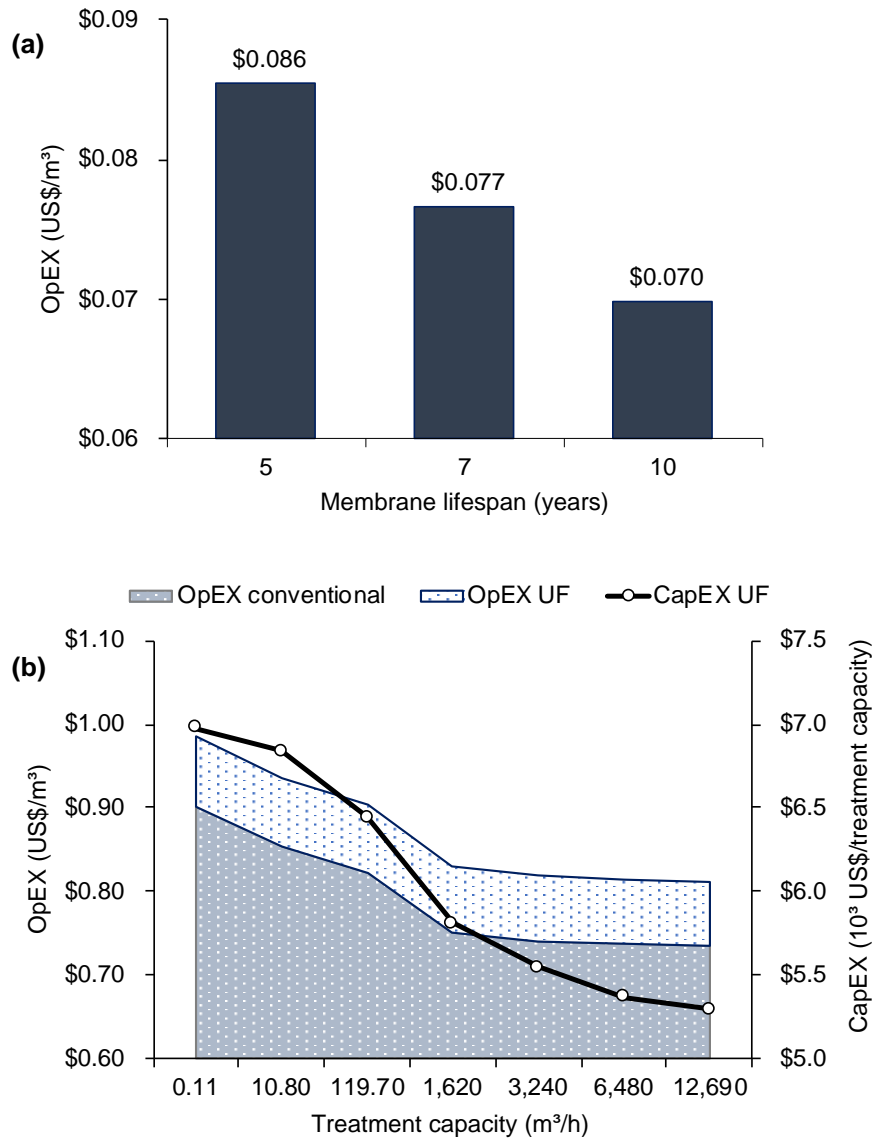 (a)
OpEX (US$/m³)
$0.09
$0.08
$0.07
$0.06
$0.086
$0.077
$0.070
5 7 10
Membrane lifespan (years)
OpEX conventional OpEX UF CapEX UF
(b)
OpEX (US$/m³)
$1.10
$1.00
$0.90
$0.80
$0.70
$0.60
$7.5
$7.0
$6.5
$6.0
$5.5
$5.0
CapEX (10³ US$/treatment capacity)
0.11 10.80 119.70 1,620 3,240 6,480 12,690
Treatment capacity (m³/h)